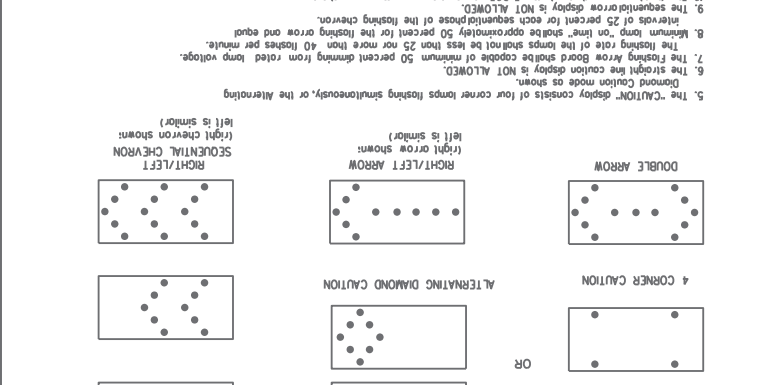 OR
4 CORNER CAUTION
ALTERNATING DIAMOND CAUTION
DOUBLE ARROW
RIGHT/LEFT ARROW
(right arrow shown;
left is similar)
RIGHT/LEFT
SEQUENTIAL CHEVRON
(right chevron shown;
left is similar)
5. The "CAUTION" display consists of four corner lamps flashing simultaneously, or the Alternating
Diamond Caution mode as shown.
6. The straight line caution display is NOT ALLOWED.
7. The Flashing Arrow Board shall be capable of minimum 50 percent dimming from rated lamp voltage.
The flashing rate of the lamps shall not be less than 25 nor more than 40 flashes per minute.
8. Minimum lamp "on time" shall be approximately 50 percent for the flashing arrow and equal
intervals of 25 percent for each sequential phase of the flashing chevron.
9. The sequential arrow display is NOT ALLOWED.